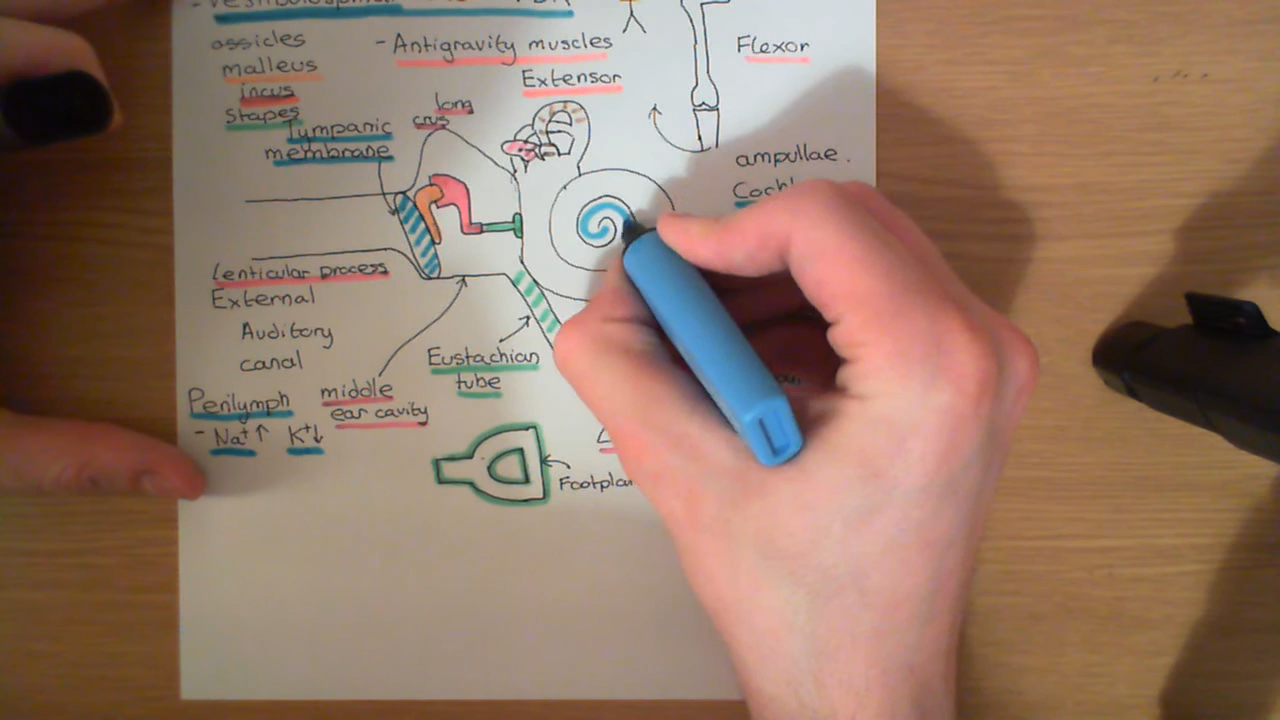 ossicles
malleus
incus
stapes
- Antigravity muscles
Extensor
Flexor
long
crus
Tympanic
membrane
ampullae.
lenticular process
External
Auditory
canal
Eustachian
tube
Perilymph
- Na+ ↑ K+↓
middle
ear cavity